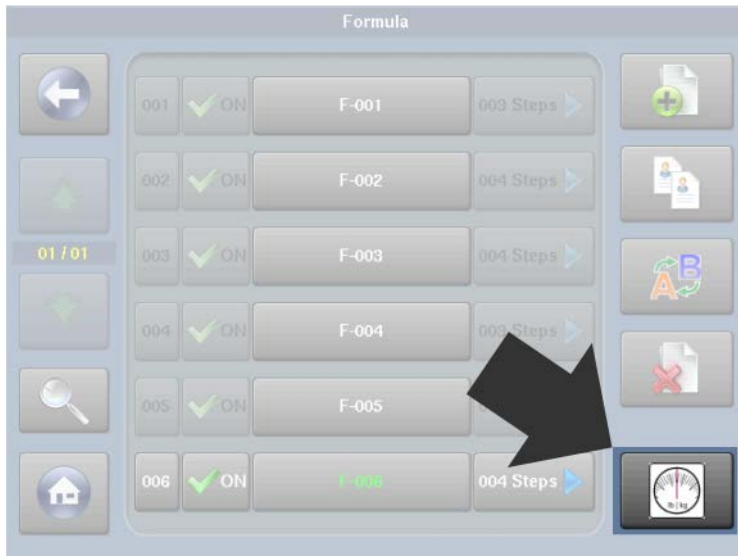 Formula
001 ON F-001 003 Steps
002 ON F-002 004 Steps
01 / 01
003 ON F-003 004 Steps
A B
004 ON F-004 003 Steps
005 ON F-005
006 ON F-006 004 Steps
lb | kg